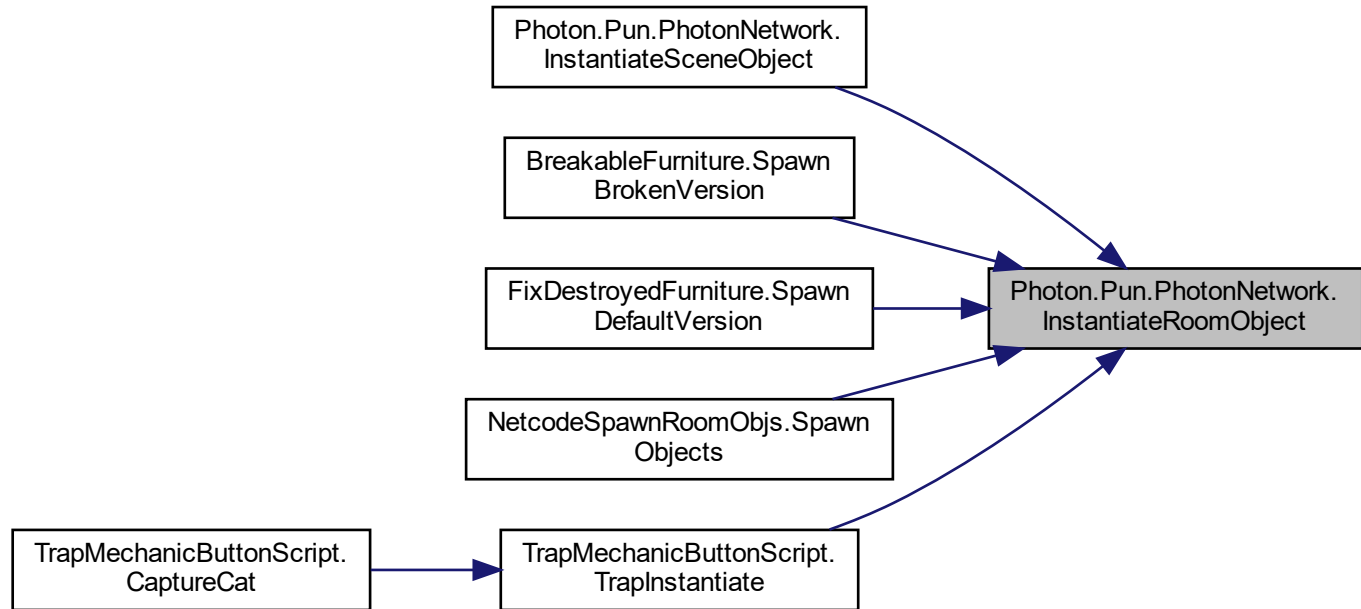 Photon.Pun.PhotonNetwork.
InstantiateSceneObject
BreakableFurniture.Spawn
BrokenVersion
FixDestroyedFurniture.Spawn
DefaultVersion
Photon.Pun.PhotonNetwork.
InstantiateRoomObject
NetcodeSpawnRoomObjs.Spawn
Objects
TrapMechanicButtonScript.
CaptureCat
TrapMechanicButtonScript.
TrapInstantiate